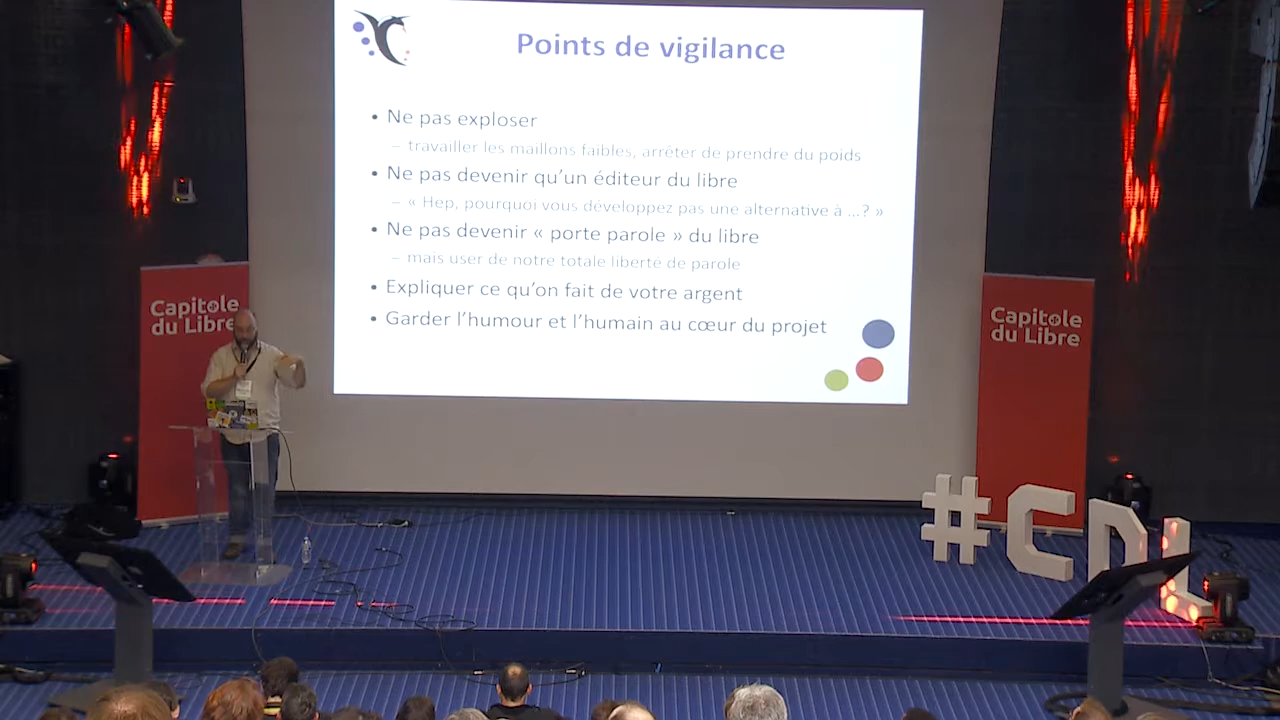 Points de vigilance
• Ne pas exploser
– travailler les maillons faibles, arrêter de prendre du poids
• Ne pas devenir qu'un éditeur du libre
– « Hep, pourquoi vous développez pas une alternative à ...? »
• Ne pas devenir « porte parole » du libre
– mais user de notre totale liberté de parole
• Expliquer ce qu'on fait de votre argent
• Garder l'humour et l'humain au cœur du projet
Capitole
du Libre
Capitole
du Libre
#CDL